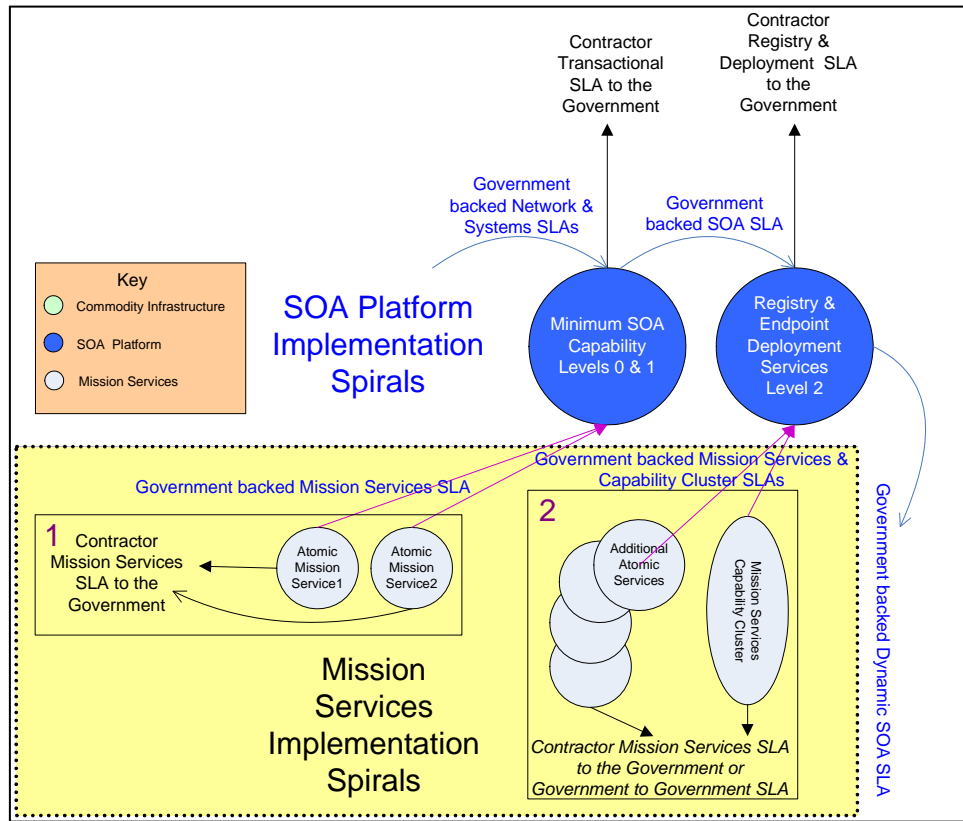 Contractor
Transactional
SLA to the
Government
Contractor
Registry &
Deployment SLA
to the
Government
Government
backed Network &
Systems SLAs
Government
backed SOA SLA
Key
Commodity Infrastructure
SOA Platform
Mission Services
SOA Platform
Implementation
Spirals
Minimum SOA
Capability
Levels 0 & 1
Registry &
Endpoint
Deployment
Services
Level 2
Government backed Mission Services SLA
Government backed Mission Services &
Capability Cluster SLAs
Government backed Dynamic SOA SLA
1
Contractor
Mission Services
SLA to the
Government
Atomic
Mission
Service1
Atomic
Mission
Service2
2
Additional
Atomic
Services
Mission Services
Capability Cluster
Contractor Mission Services SLA
to the Government or
Government to Government SLA
Mission
Services
Implementation
Spirals